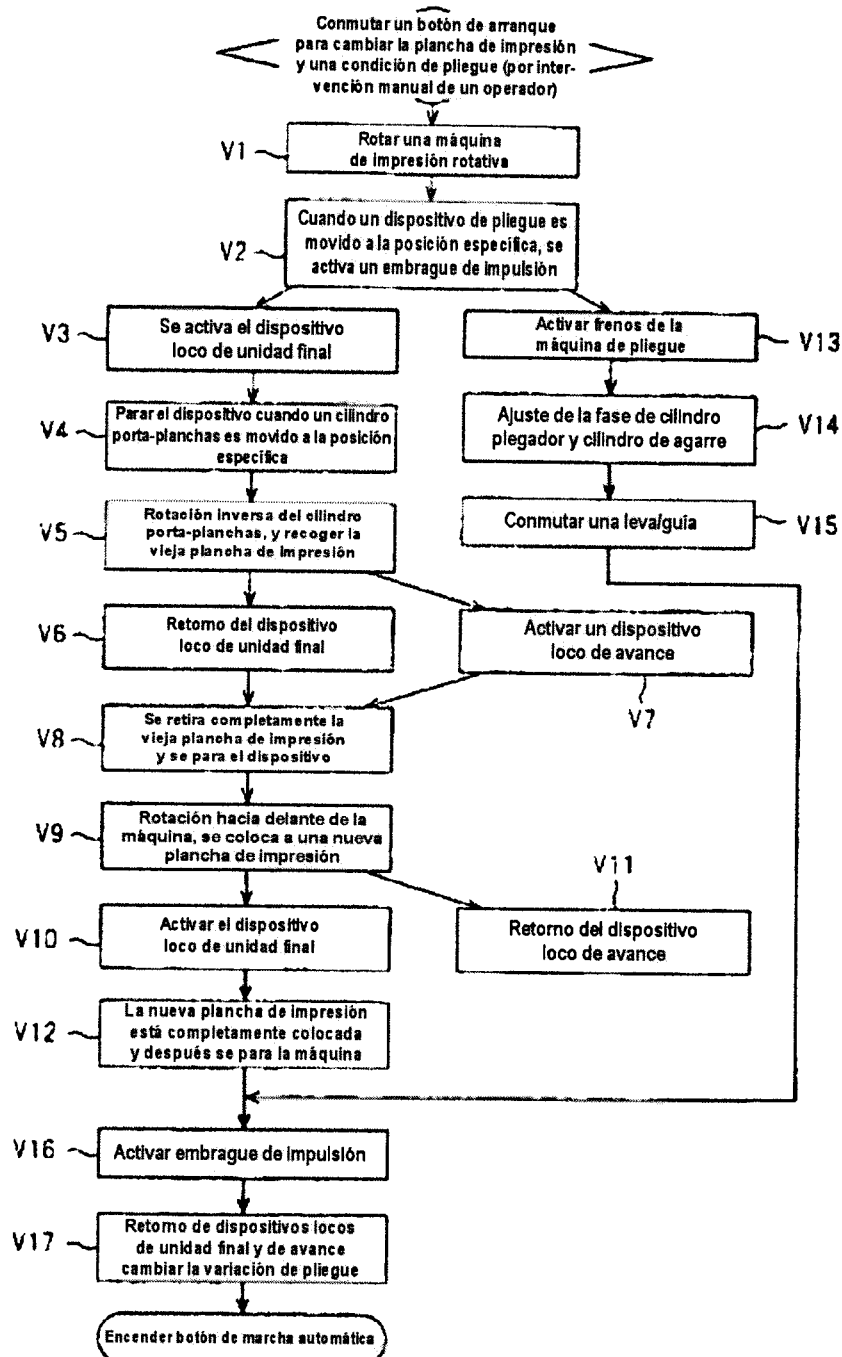 Conmutar un botón de arranque
para cambiar la plancha de impresión
y una condición de pliegue (por inter-
vención manual de un operador)
V1
Rotar una máquina
de impresión rotativa
V2
Cuando un dispositivo de pliegue es
movido a la posición específica, se
activa un embrague de impulsión
V3
Se activa el dispositivo
loco de unidad final
Activar frenos de la
máquina de pliegue
V13
V4
Parar el dispositivo cuando un cilindro
porta-planchas es movido a la posición
específica
Ajuste de la fase de cilindro
plegador y cilindro de agarre
V14
V5
Rotación inversa del cilindro
porta-planchas, y recoger la
vieja plancha de impresión
Conmutar una leva/guía
V15
V6
Retorno del dispositivo
loco de unidad final
Activar un dispositivo
loco de avance
V7
V8
Se retira completamente la
vieja plancha de impresión
y se para el dispositivo
V9
Rotación hacia delante de la
máquina, se coloca a una nueva
plancha de impresión
V11
V10
Activar el dispositivo
loco de unidad final
Retorno del dispositivo
loco de avance
V12
La nueva plancha de impresión
está completamente colocada
y después se para la máquina
V16
Activar embrague de impulsión
V17
Retorno de dispositivos locos
de unidad final y de avance
cambiar la variación de pliegue
Encender botón de marcha automática